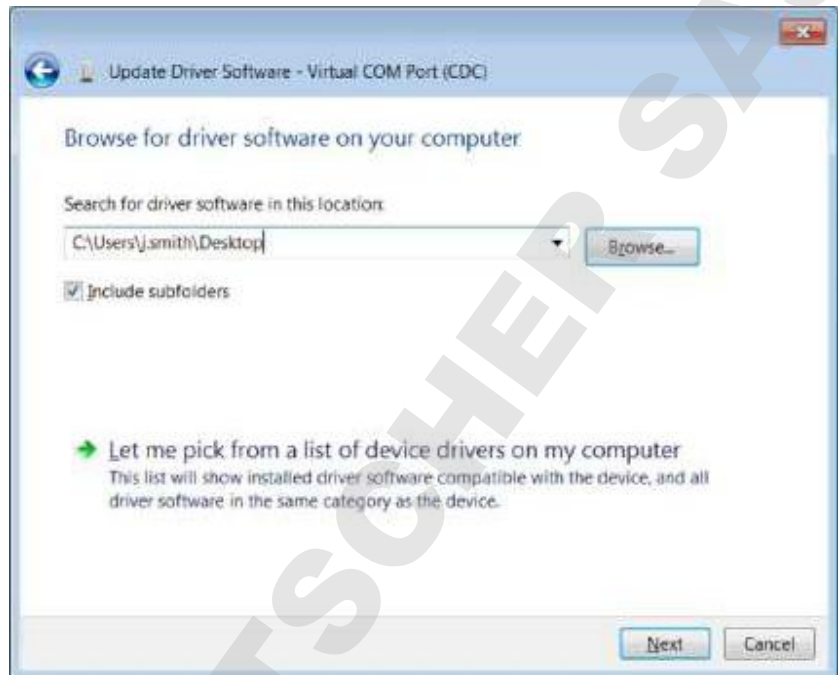 Update Driver Software - Virtual COM Port (CDC)
Browse for driver software on your computer
Search for driver software in this location:
C:\Users\j.smith\Desktop
Browse...
Include subfolders
Let me pick from a list of device drivers on my computer
This list will show installed driver software compatible with the device, and all
driver software in the same category as the device.
Next
Cancel